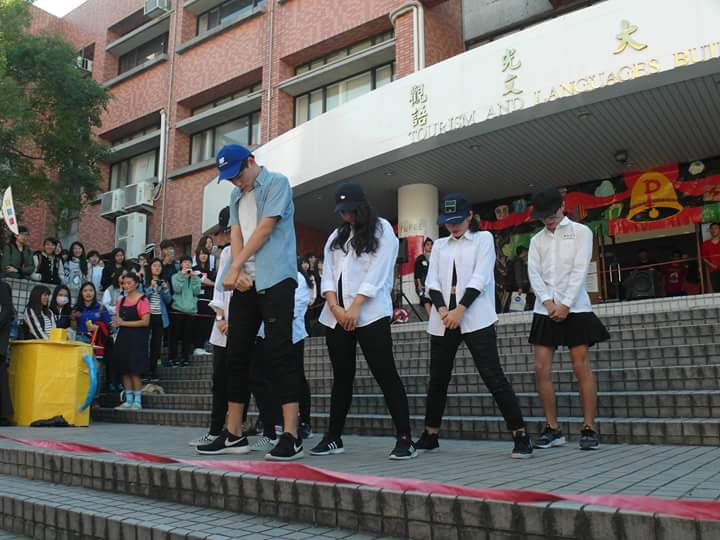 觀光大
語文
TOURISM AND LANGUAGES BUI
P